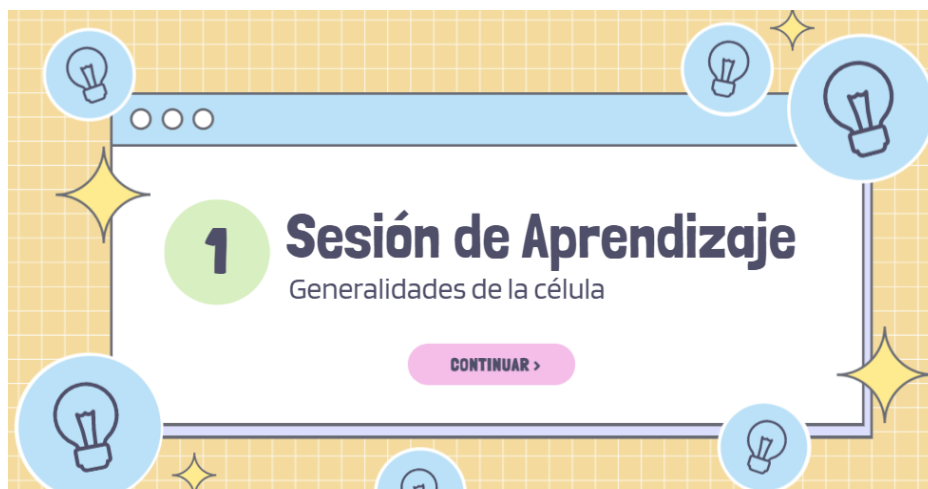 1
Sesión de Aprendizaje
Generalidades de la célula
CONTINUAR >